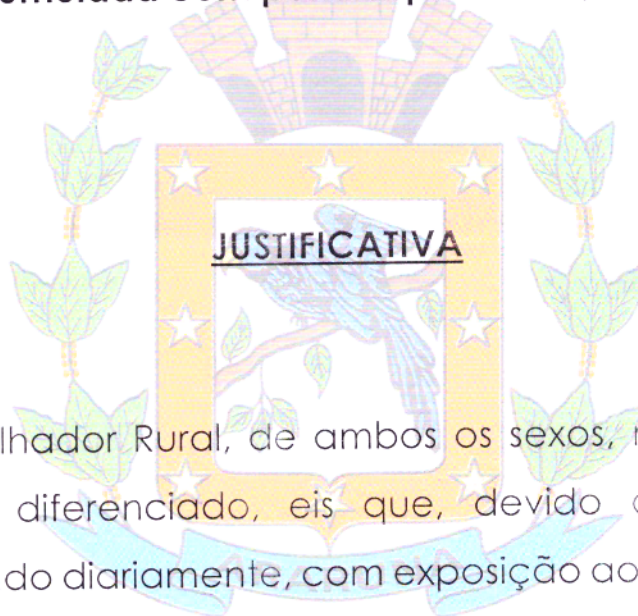 JUSTIFICATIVA
lhador Rural, de ambos os sexos,
diferenciado, eis que, devido
do diariamente, com exposição ao